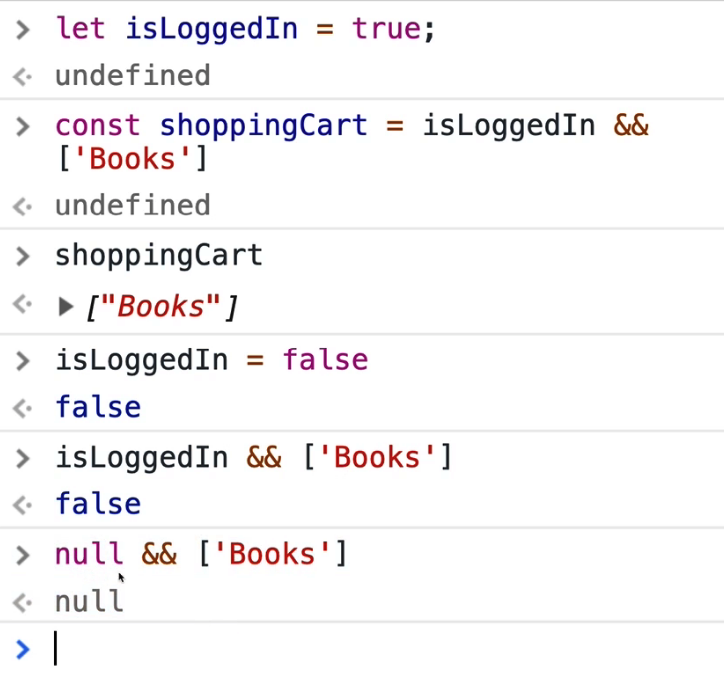 > let isLoggedIn = true;
<· undefined
> const shoppingCart = isLoggedIn &&
['Books']
<· undefined
> shoppingCart
<· ▶ ["Books"]
> isLoggedIn = false
<· false
> isLoggedIn && ['Books']
<· false
> null && ['Books']
<· null
>